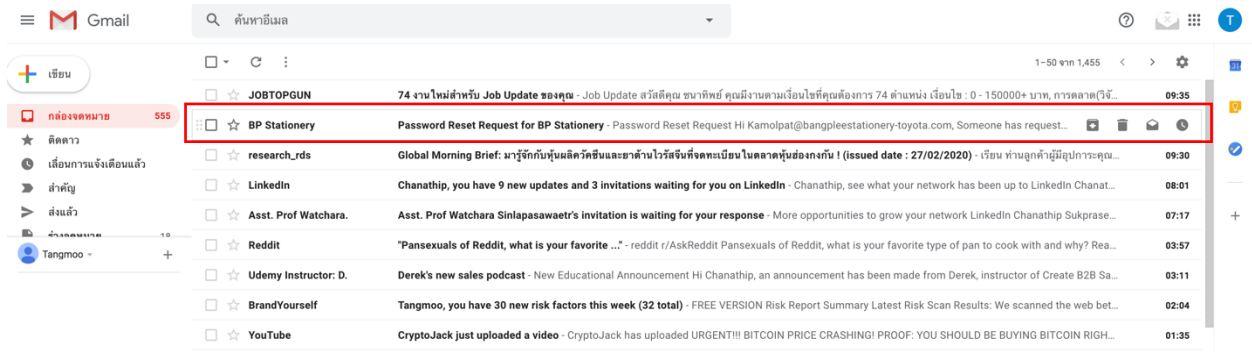 Gmail
ค้นหาอีเมล
T
เขียน
1–50 จาก 1,455
31
กล่องจดหมาย 555
ติดดาว
เลื่อนการแจ้งเตือนแล้ว
สำคัญ
ส่งแล้ว
Tangmoo
JOBTOPGUN 74 งานใหม่สำหรับ Job Update ของคุณ - Job Update สวัสดีคุณ ชนาทิพย์ คุณมีงานตามเงื่อนไขที่คุณต้องการ 74 ตำแหน่ง เงื่อนไข : 0 - 150000+ บาท, การตลาด(วิจั... 09:35
BP Stationery Password Reset Request for BP Stationery - Password Reset Request Hi Kamolpat@bangpleestationery-toyota.com, Someone has request...
research_rds Global Morning Brief: มารู้จักกับหุ้นผลิตวัคซีนและยาต้านไวรัสจีนที่จดทะเบียนในตลาดหุ้นฮ่องกงกัน ! (issued date : 27/02/2020) - เรียน ท่านลูกค้าผู้มีอุปการะคุณ... 09:30
LinkedIn Chanathip, you have 9 new updates and 3 invitations waiting for you on LinkedIn - Chanathip, see what your network has been up to LinkedIn Chanat... 08:01
Asst. Prof Watchara. Asst. Prof Watchara Sinlapasawaetr's invitation is waiting for your response - More opportunities to grow your network LinkedIn Chanathip Sukprase... 07:17
Reddit "Pansexuals of Reddit, what is your favorite ..." - reddit r/AskReddit Pansexuals of Reddit, what is your favorite type of pan to cook with and why? Rea... 03:57
Udemy Instructor: D. Derek's new sales podcast - New Educational Announcement Hi Chanathip, an announcement has been made from Derek, instructor of Create B2B Sa... 03:11
BrandYourself Tangmoo, you have 30 new risk factors this week (32 total) - FREE VERSION Risk Report Summary Latest Risk Scan Results: We scanned the web bet... 02:04
YouTube CryptoJack just uploaded a video - CryptoJack has uploaded URGENT!!! BITCOIN PRICE CRASHING! PROOF: YOU SHOULD BE BUYING BITCOIN RIGH... 01:35